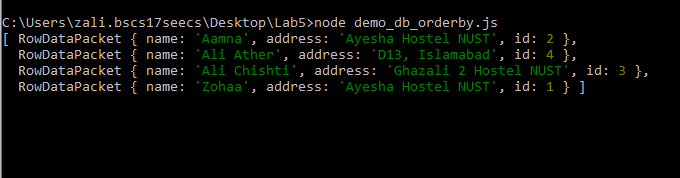 C:\Users\zali.bscs17seecs\Desktop\Lab5>node demo_db_orderby.js
[ RowDataPacket { name: 'Aamna', address: 'Ayesha Hostel NUST', id: 2 },
  RowDataPacket { name: 'Ali Ather', address: 'D13, Islamabad', id: 4 },
  RowDataPacket { name: 'Ali Chishti', address: 'Ghazali 2 Hostel NUST', id: 3 },
  RowDataPacket { name: 'Zohaa', address: 'Ayesha Hostel NUST', id: 1 } ]